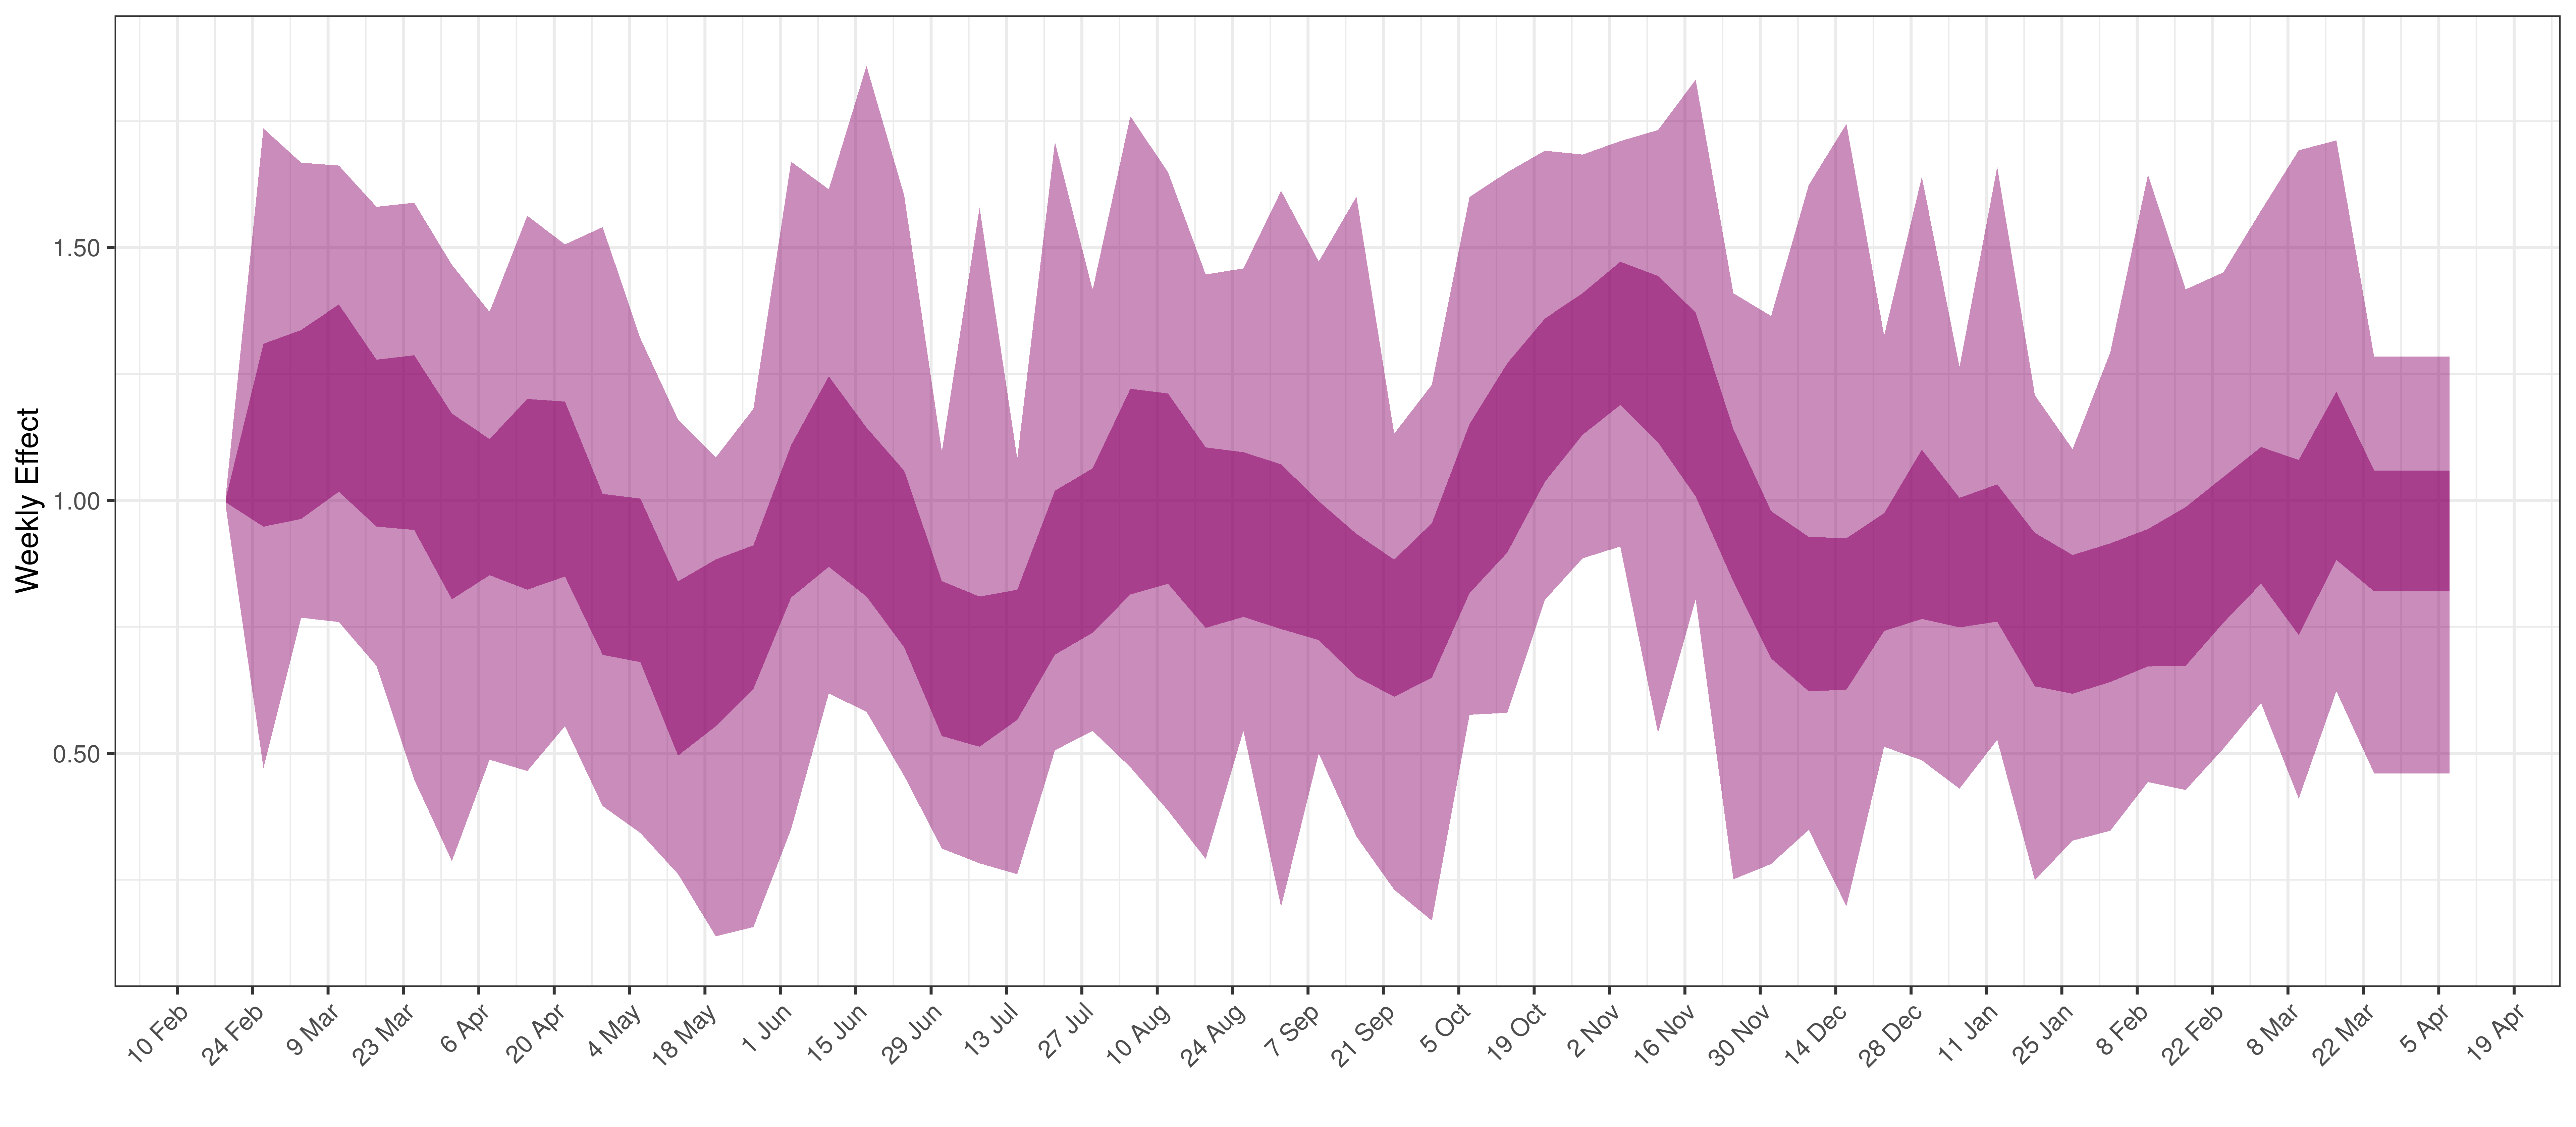 Weekly Effect
1.50
1.00
0.50
10 Feb
24 Feb
9 Mar
23 Mar
6 Apr
20 Apr
4 May
18 May
1 Jun
15 Jun
29 Jun
13 Jul
27 Jul
10 Aug
24 Aug
7 Sep
21 Sep
5 Oct
19 Oct
2 Nov
16 Nov
30 Nov
14 Dec
28 Dec
11 Jan
25 Jan
8 Feb
22 Feb
8 Mar
22 Mar
5 Apr
19 Apr